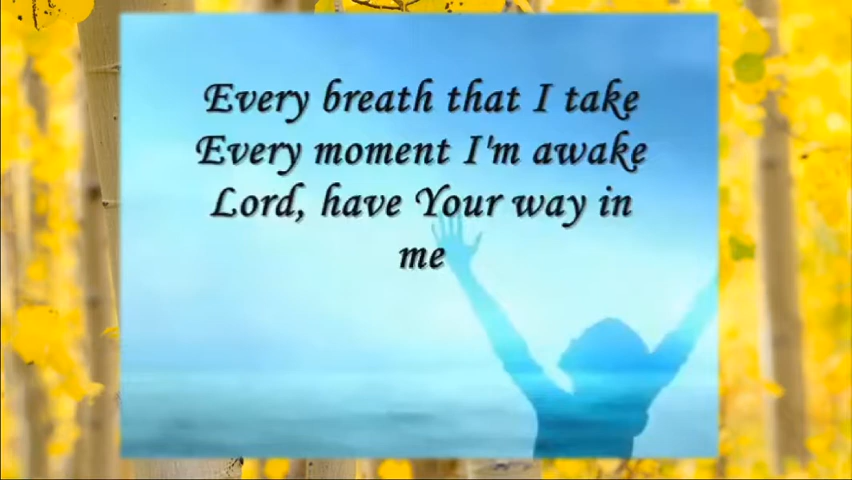 Every breath that I take
Every moment I'm awake
Lord, have Your way in
me